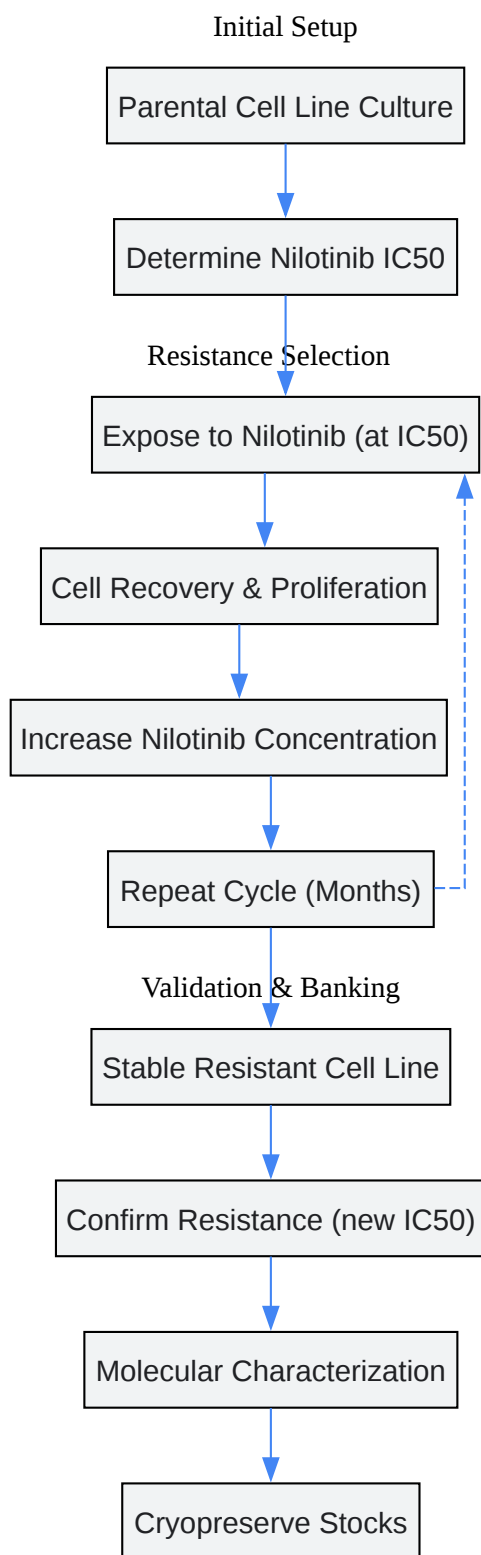 Initial Setup
Parental Cell Line Culture
Determine Nilotinib IC50
Resistance Selection
Expose to Nilotinib (at IC50)
Cell Recovery & Proliferation
Increase Nilotinib Concentration
Repeat Cycle (Months)
Validation & Banking
Stable Resistant Cell Line
Confirm Resistance (new IC50)
Molecular Characterization
Cryopreserve Stocks